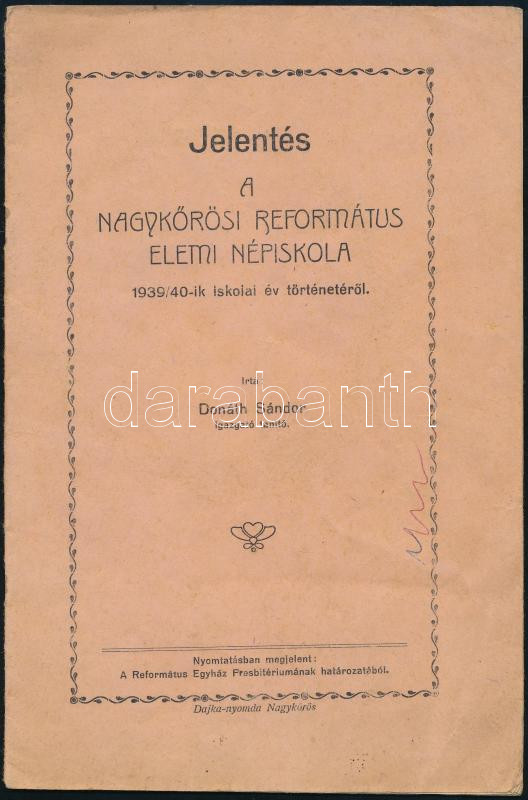 Jelentés
A
NAGYKŐRÖSI REFORMÁTUS
ELEMI NÉPISKOLA
1939/40-ik iskolai év történetéről.
Irta:
darabanth
Donáth Sándor
igazgató tanító.
Nyomtatásban megjelent:
A Református Egyház Presbitériumának határozatából.
Dajka-nyomda Nagykőrös